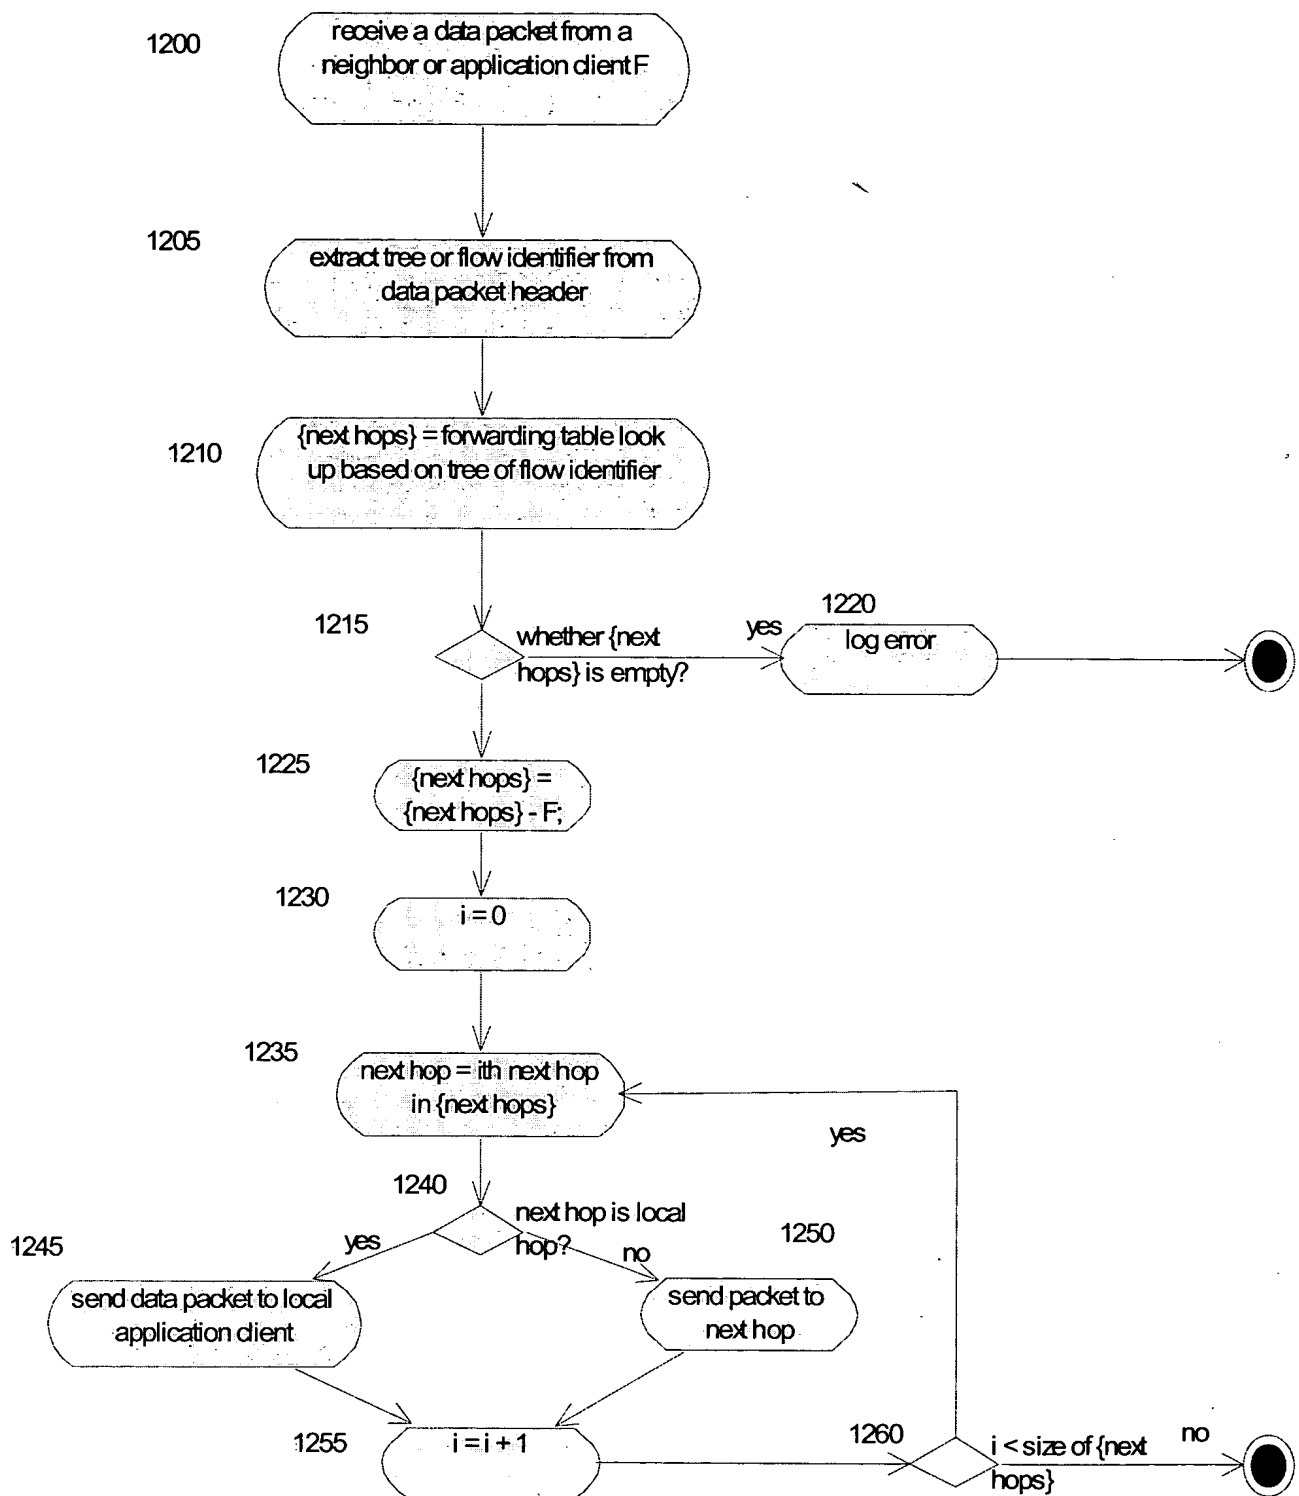 1200
receive a data packet from a
neighbor or application client F
1205
extract tree or flow identifier from
data packet header
1210
{next hops} = forwarding table look
up based on tree of flow identifier
1215
whether {next
hops} is empty?
yes
1220
log error
1225
{next hops} =
{next hops} - F;
1230
i = 0
1235
next hop = ith next hop
in {next hops}
yes
1240
next hop is local
hop?
yes
no
1245
send data packet to local
application client
1250
send packet to
next hop
1255
i = i + 1
1260
i < size of {next
hops}
no